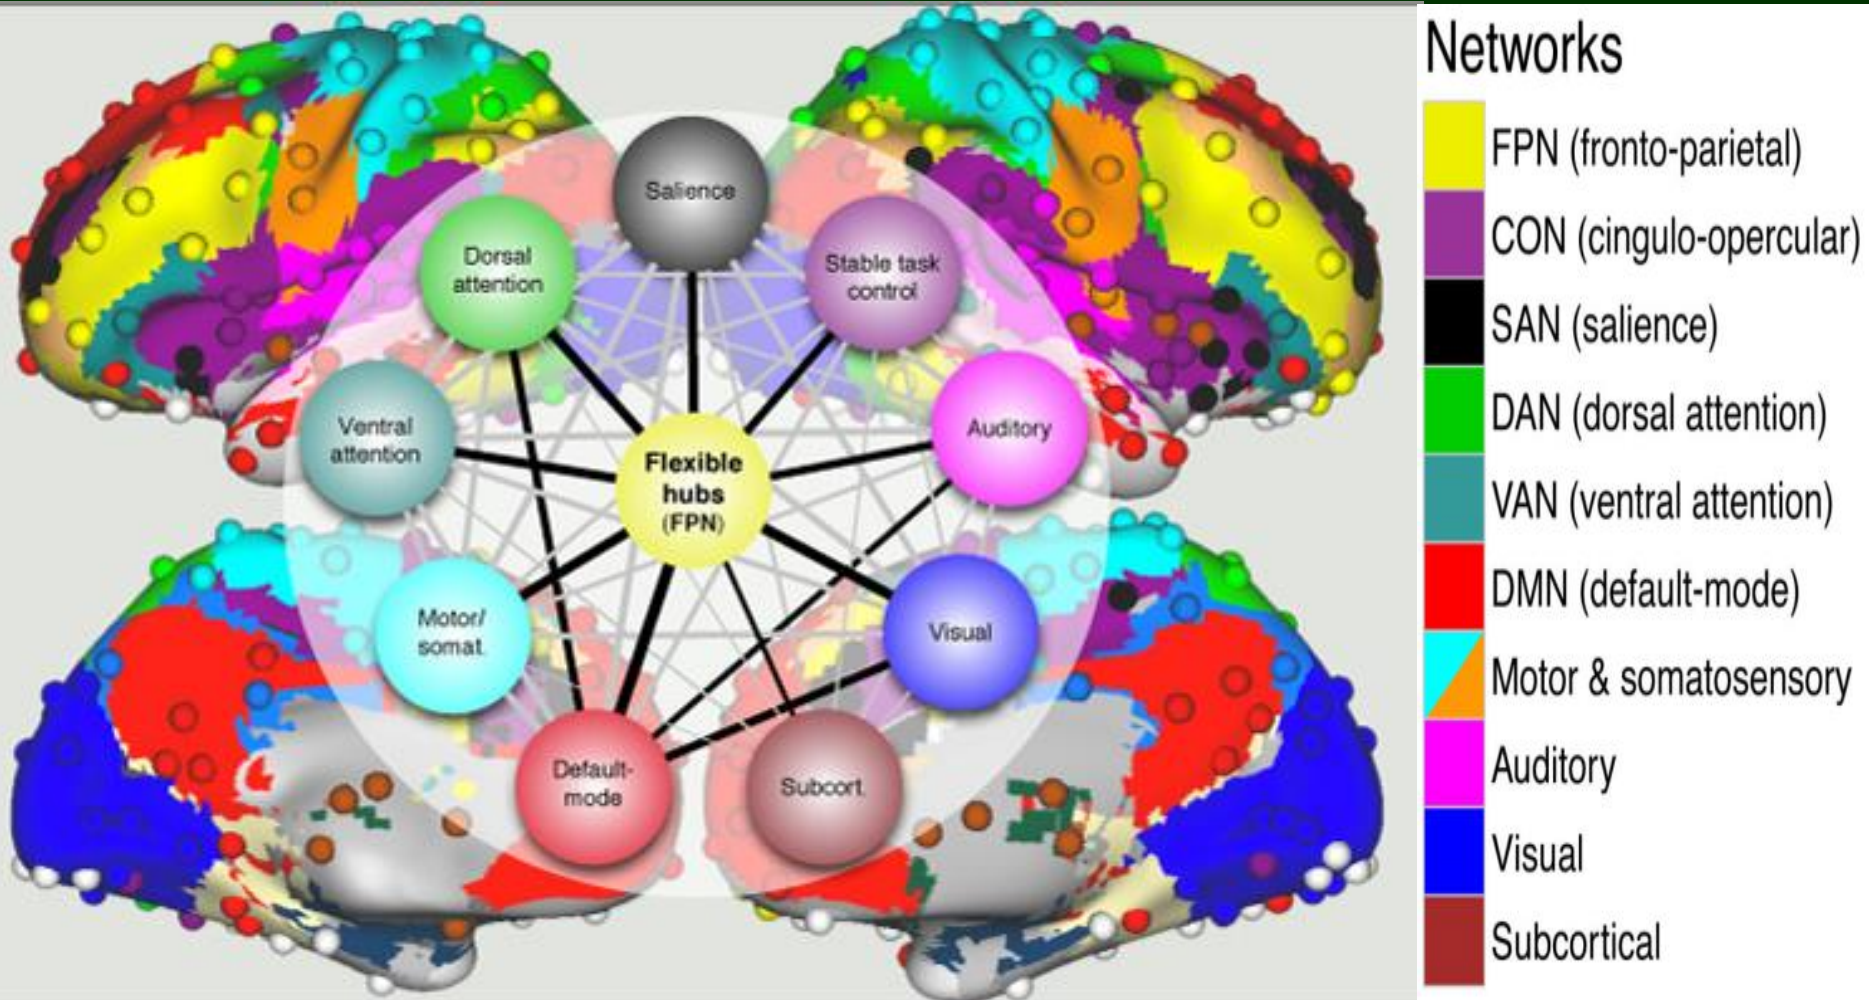 Salience
Dorsal
attention
Stable task
control
Ventral
attention
Flexible
hubs
(FPN)
Auditory
Motor/
somat.
Visual
Default-
mode
Subcort.
Networks
FPN (fronto-parietal)
CON (cingulo-opercular)
SAN (salience)
DAN (dorsal attention)
VAN (ventral attention)
DMN (default-mode)
Motor & somatosensory
Auditory
Visual
Subcortical